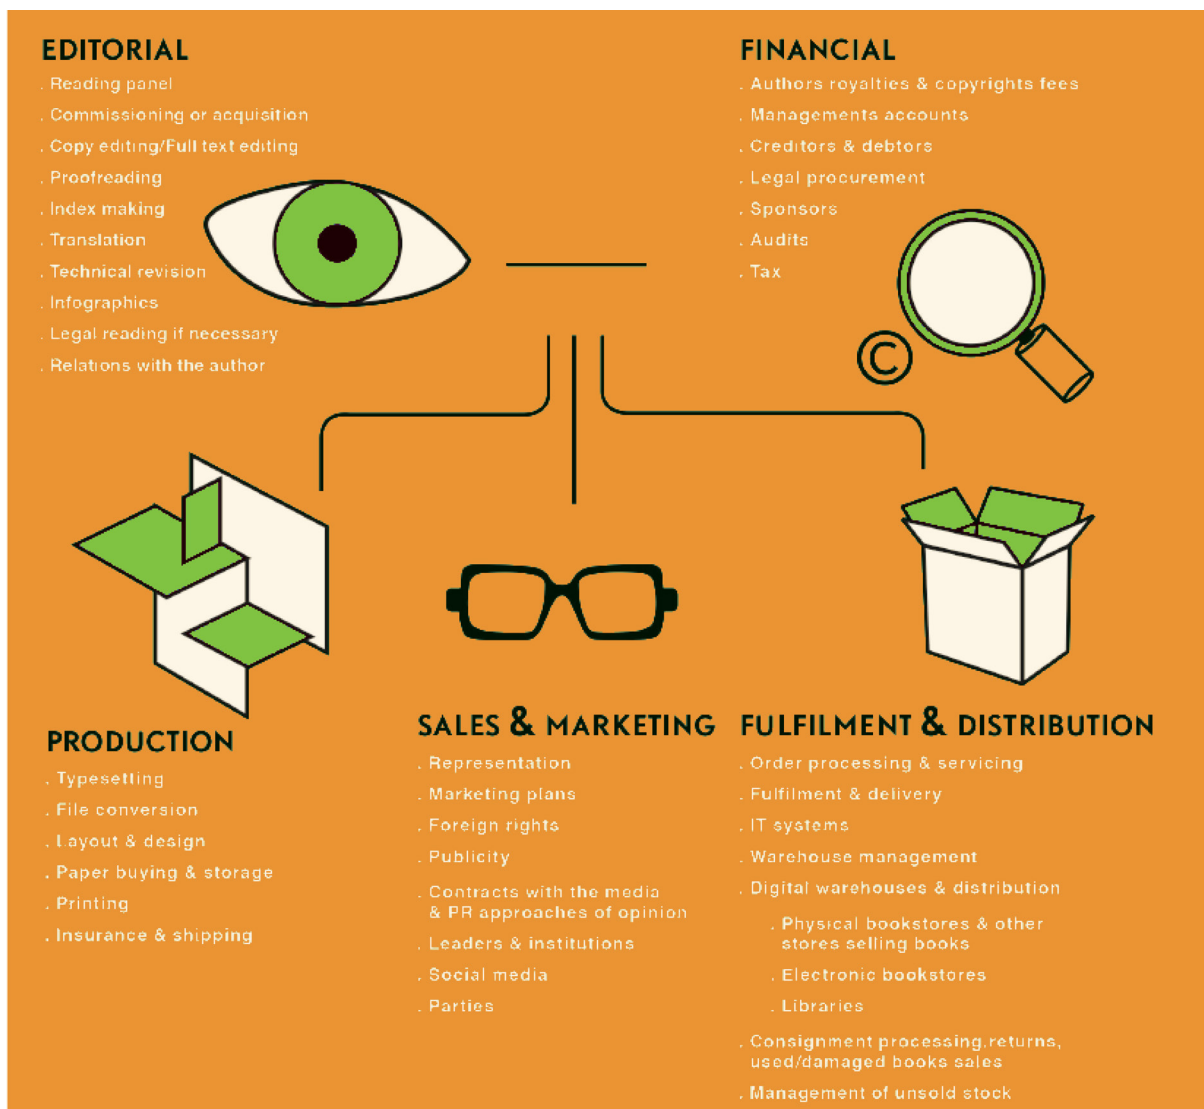 EDITORIAL
. Reading panel
. Commissioning or acquisition
. Copy editing/Full text editing
. Proofreading
. Index making
. Translation
. Technical revision
. Infographics
. Legal reading if necessary
. Relations with the author
FINANCIAL
. Authors royalties & copyrights fees
. Managements accounts
. Creditors & debtors
. Legal procurement
. Sponsors
. Audits
. Tax
©
PRODUCTION
. Typesetting
. File conversion
. Layout & design
. Paper buying & storage
. Printing
. Insurance & shipping
SALES & MARKETING
. Representation
. Marketing plans
. Foreign rights
. Publicity
. Contracts with the media
& PR approaches of opinion
. Leaders & institutions
. Social media
. Parties
FULFILMENT & DISTRIBUTION
. Order processing & servicing
. Fulfilment & delivery
. IT systems
. Warehouse management
. Digital warehouses & distribution
. Physical bookstores & other
stores selling books
. Electronic bookstores
. Libraries
. Consignment processing,returns,
used/damaged books sales
. Management of unsold stock